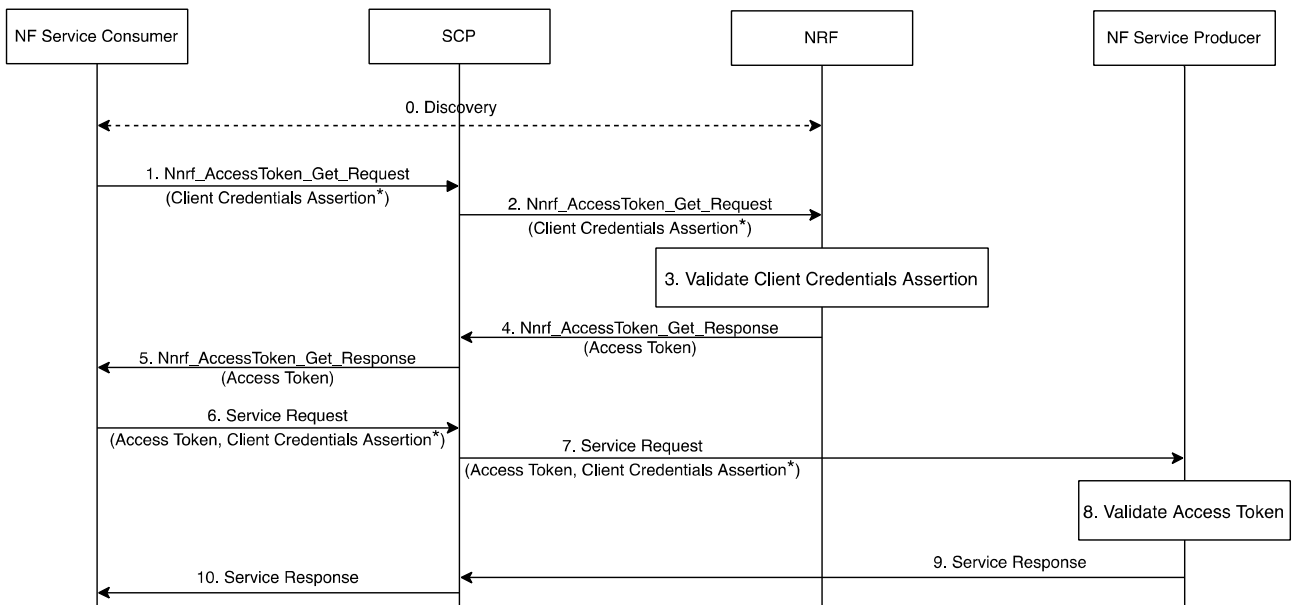 NF Service Consumer
SCP
NRF
NF Service Producer
0. Discovery
1. Nnrf_AccessToken_Get_Request
(Client Credentials Assertion*)
2. Nnrf_AccessToken_Get_Request
(Client Credentials Assertion*)
3. Validate Client Credentials Assertion
4. Nnrf_AccessToken_Get_Response
(Access Token)
5. Nnrf_AccessToken_Get_Response
(Access Token)
6. Service Request
(Access Token, Client Credentials Assertion*)
7. Service Request
(Access Token, Client Credentials Assertion*)
8. Validate Access Token
9. Service Response
10. Service Response